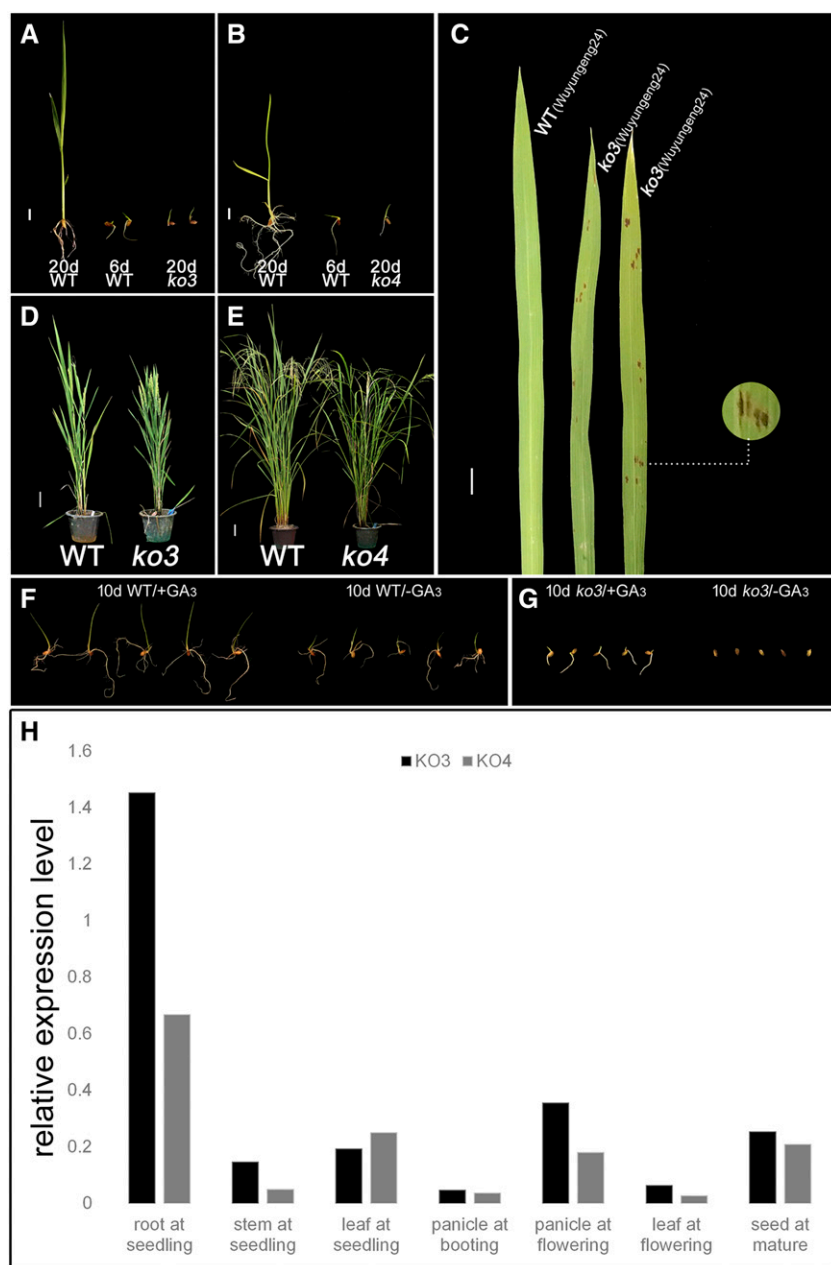 A
B
C
20d
WT
6d
WT
20d
ko3
20d
WT
6d
WT
20d
ko4
WT(Wuyungeng24)
ko3(Wuyungeng24)
ko3(Wuyungeng24)
D
E
WT
ko3
WT
ko4
F
10d WT/+GA3
10d WT/-GA3
G
10d ko3/+GA3
10d ko3/-GA3
H
KO3
KO4
relative expression level
1.6
1.4
1.2
1
0.8
0.6
0.4
0.2
0
root at
seedling
stem at
seedling
leaf at
seedling
panicle at
booting
panicle at
flowering
leaf at
flowering
seed at
mature